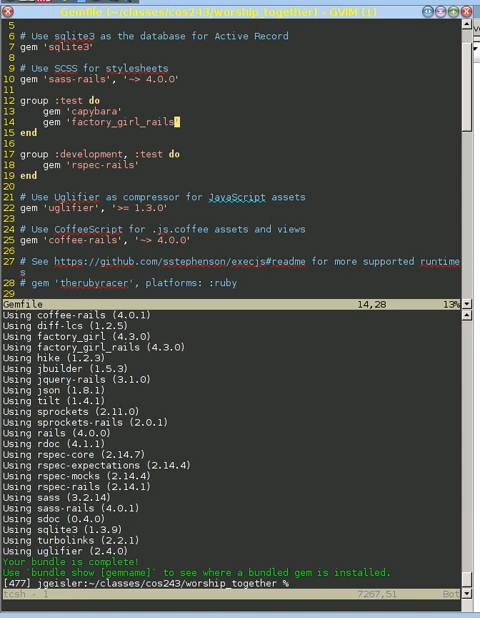 Gemfile (~/classes/cos243/worship_together) - GVIM (1)
5
6 # Use sqlite3 as the database for Active Record
7 gem 'sqlite3'
8
9 # Use SCSS for stylesheets
10 gem 'sass-rails', '~> 4.0.0'
11
12 group :test do
13 gem 'capybara'
14 gem 'factory_girl_rails'
15 end
16
17 group :development, :test do
18 gem 'rspec-rails'
19 end
20
21 # Use Uglifier as compressor for JavaScript assets
22 gem 'uglifier', '>= 1.3.0'
23
24 # Use CoffeeScript for .js.coffee assets and views
25 gem 'coffee-rails', '~> 4.0.0'
26
27 # See https://github.com/sstephenson/execjs#readme for more supported runtime
s
28 # gem 'therubyracer', platforms: :ruby
29
Gemfile 14,28 13%
Using coffee-rails (4.0.1)
Using diff-lcs (1.2.5)
Using factory_girl (4.3.0)
Using factory_girl_rails (4.3.0)
Using hike (1.2.3)
Using jbuilder (1.5.3)
Using jquery-rails (3.1.0)
Using json (1.8.1)
Using tilt (1.4.1)
Using sprockets (2.11.0)
Using sprockets-rails (2.0.1)
Using rails (4.0.0)
Using rdoc (4.1.1)
Using rspec-core (2.14.7)
Using rspec-expectations (2.14.4)
Using rspec-mocks (2.14.4)
Using rspec-rails (2.14.1)
Using sass (3.2.14)
Using sass-rails (4.0.1)
Using sdoc (0.4.0)
Using sqlite3 (1.3.9)
Using turbolinks (2.2.1)
Using uglifier (2.4.0)
Your bundle is complete!
Use `bundle show [gemname]` to see where a bundled gem is installed.
[477] jgeisler:~/classes/cos243/worship_together %
tcsh - 1 7267,51 Bot